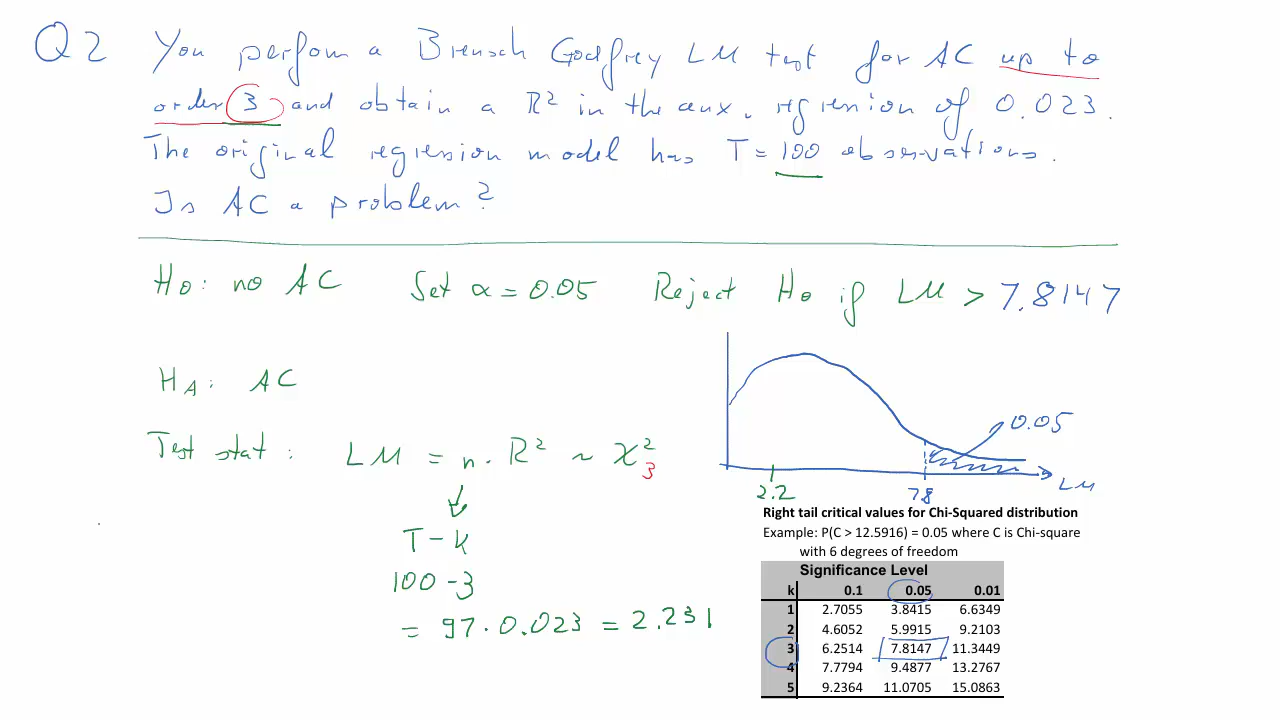 Q2 You perfom a Breusch Godfrey LM test for AC up to
order 3 and obtain a R² in the aux. regression of 0.023.
The original regression model has T = 100 observations.
Is AC a problem?
H0: no AC Set α = 0.05 Reject H0 if LM > 7.8147
HA: AC
Test stat: LM = n · R² ~ χ²3
T - k
100 - 3
= 97 · 0.023 = 2.231
0.05
2.2 7.8 LM
Right tail critical values for Chi-Squared distribution
Example: P(C > 12.5916) = 0.05 where C is Chi-square
with 6 degrees of freedom
Significance Level
k 0.1 0.05 0.01
1 2.7055 3.8415 6.6349
2 4.6052 5.9915 9.2103
3 6.2514 7.8147 11.3449
4 7.7794 9.4877 13.2767
5 9.2364 11.0705 15.0863